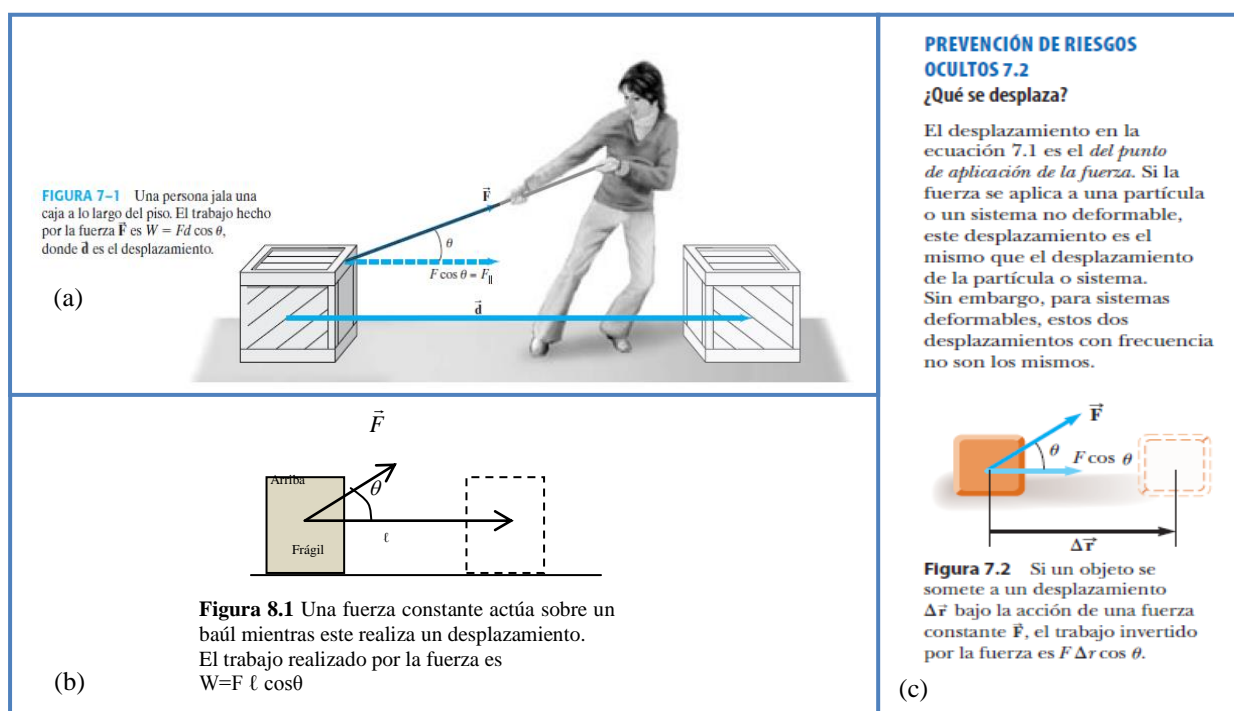 FIGURA 7–1 Una persona jala una
caja a lo largo del piso. El trabajo hecho
por la fuerza F⃗ es W = Fd cos θ,
donde d⃗ es el desplazamiento.
F⃗
θ
F cos θ = F∥
d⃗
(a)
F⃗
Arriba
θ
ℓ
Frágil
Figura 8.1 Una fuerza constante actúa sobre un
baúl mientras este realiza un desplazamiento.
El trabajo realizado por la fuerza es
W=F ℓ cosθ
(b)
PREVENCIÓN DE RIESGOS
OCULTOS 7.2
¿Qué se desplaza?
El desplazamiento en la
ecuación 7.1 es el del punto
de aplicación de la fuerza. Si la
fuerza se aplica a una partícula
o un sistema no deformable,
este desplazamiento es el
mismo que el desplazamiento
de la partícula o sistema.
Sin embargo, para sistemas
deformables, estos dos
desplazamientos con frecuencia
no son los mismos.
F⃗
θ
F cos θ
Δr⃗
Figura 7.2 Si un objeto se
somete a un desplazamiento
Δr⃗ bajo la acción de una fuerza
constante F⃗, el trabajo invertido
por la fuerza es F Δr cos θ.
(c)